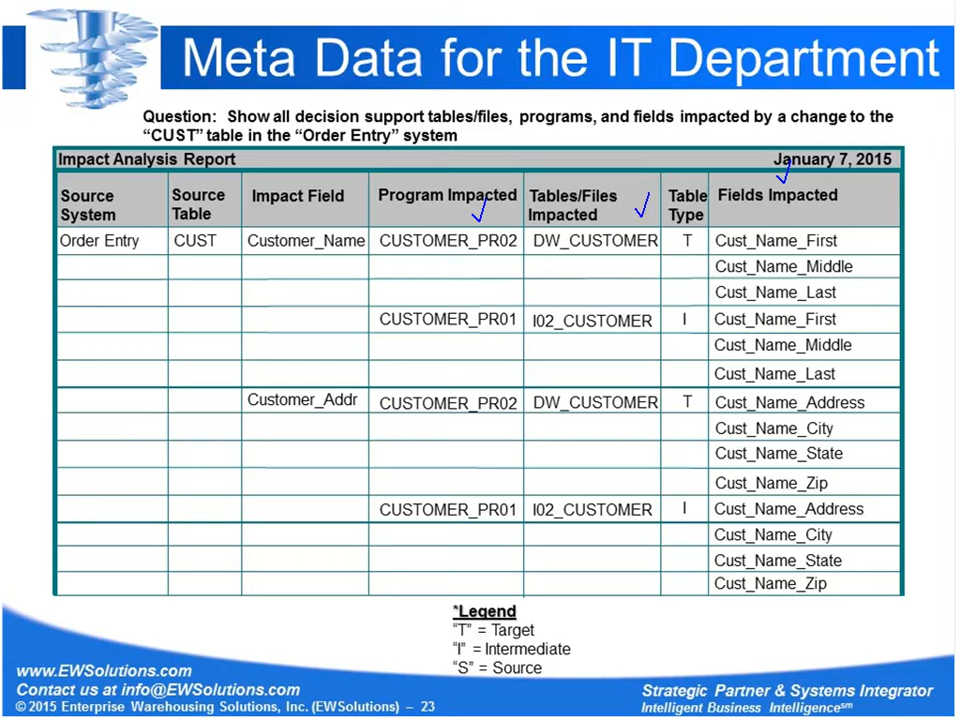 Meta Data for the IT Department
Question: Show all decision support tables/files, programs, and fields impacted by a change to the
“CUST” table in the “Order Entry” system
Impact Analysis Report January 7, 2015
Source System Source Table Impact Field Program Impacted Tables/Files Impacted Table Type Fields Impacted
Order Entry CUST Customer_Name CUSTOMER_PR02 DW_CUSTOMER T Cust_Name_First
Cust_Name_Middle
Cust_Name_Last
CUSTOMER_PR01 I02_CUSTOMER I Cust_Name_First
Cust_Name_Middle
Cust_Name_Last
Customer_Addr CUSTOMER_PR02 DW_CUSTOMER T Cust_Name_Address
Cust_Name_City
Cust_Name_State
Cust_Name_Zip
CUSTOMER_PR01 I02_CUSTOMER I Cust_Name_Address
Cust_Name_City
Cust_Name_State
Cust_Name_Zip
*Legend
“T” = Target
“I” = Intermediate
“S” = Source
www.EWSolutions.com
Contact us at info@EWSolutions.com
© 2015 Enterprise Warehousing Solutions, Inc. (EWSolutions) – 23
Strategic Partner & Systems Integrator
Intelligent Business Intelligence℠